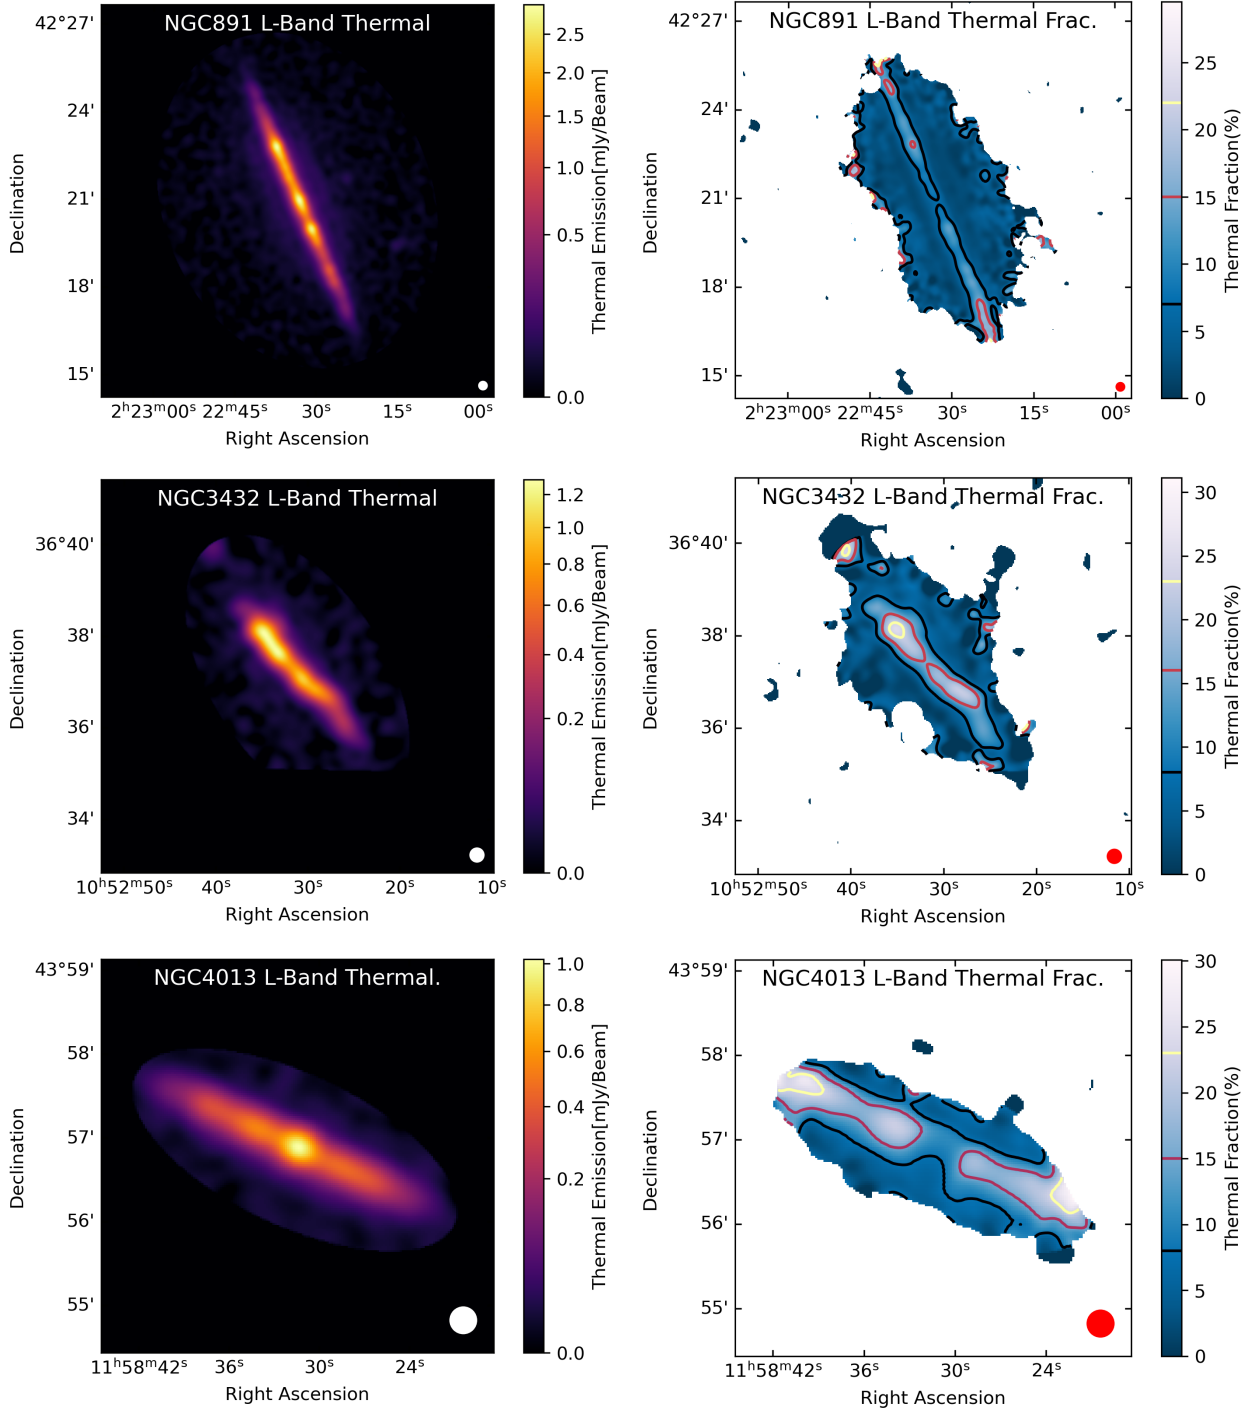 NGC891 L-Band Thermal
42°27'
24'
21'
18'
15'
Declination
2ʰ23ᵐ00ˢ 22ᵐ45ˢ 30ˢ 15ˢ 00ˢ
Right Ascension
2.5
2.0
1.5
1.0
0.5
0.0
Thermal Emission[mJy/Beam]
NGC891 L-Band Thermal Frac.
42°27'
24'
21'
18'
15'
Declination
2ʰ23ᵐ00ˢ 22ᵐ45ˢ 30ˢ 15ˢ 00ˢ
Right Ascension
25
20
15
10
5
0
Thermal Fraction(%)
NGC3432 L-Band Thermal
36°40'
38'
36'
34'
Declination
10ʰ52ᵐ50ˢ 40ˢ 30ˢ 20ˢ 10ˢ
Right Ascension
1.2
1.0
0.8
0.6
0.4
0.2
0.0
Thermal Emission[mJy/Beam]
NGC3432 L-Band Thermal Frac.
36°40'
38'
36'
34'
Declination
10ʰ52ᵐ50ˢ 40ˢ 30ˢ 20ˢ 10ˢ
Right Ascension
30
25
20
15
10
5
0
Thermal Fraction(%)
NGC4013 L-Band Thermal.
43°59'
58'
57'
56'
55'
Declination
11ʰ58ᵐ42ˢ 36ˢ 30ˢ 24ˢ
Right Ascension
1.0
0.8
0.6
0.4
0.2
0.0
Thermal Emission[mJy/Beam]
NGC4013 L-Band Thermal Frac.
43°59'
58'
57'
56'
55'
Declination
11ʰ58ᵐ42ˢ 36ˢ 30ˢ 24ˢ
Right Ascension
30
25
20
15
10
5
0
Thermal Fraction(%)